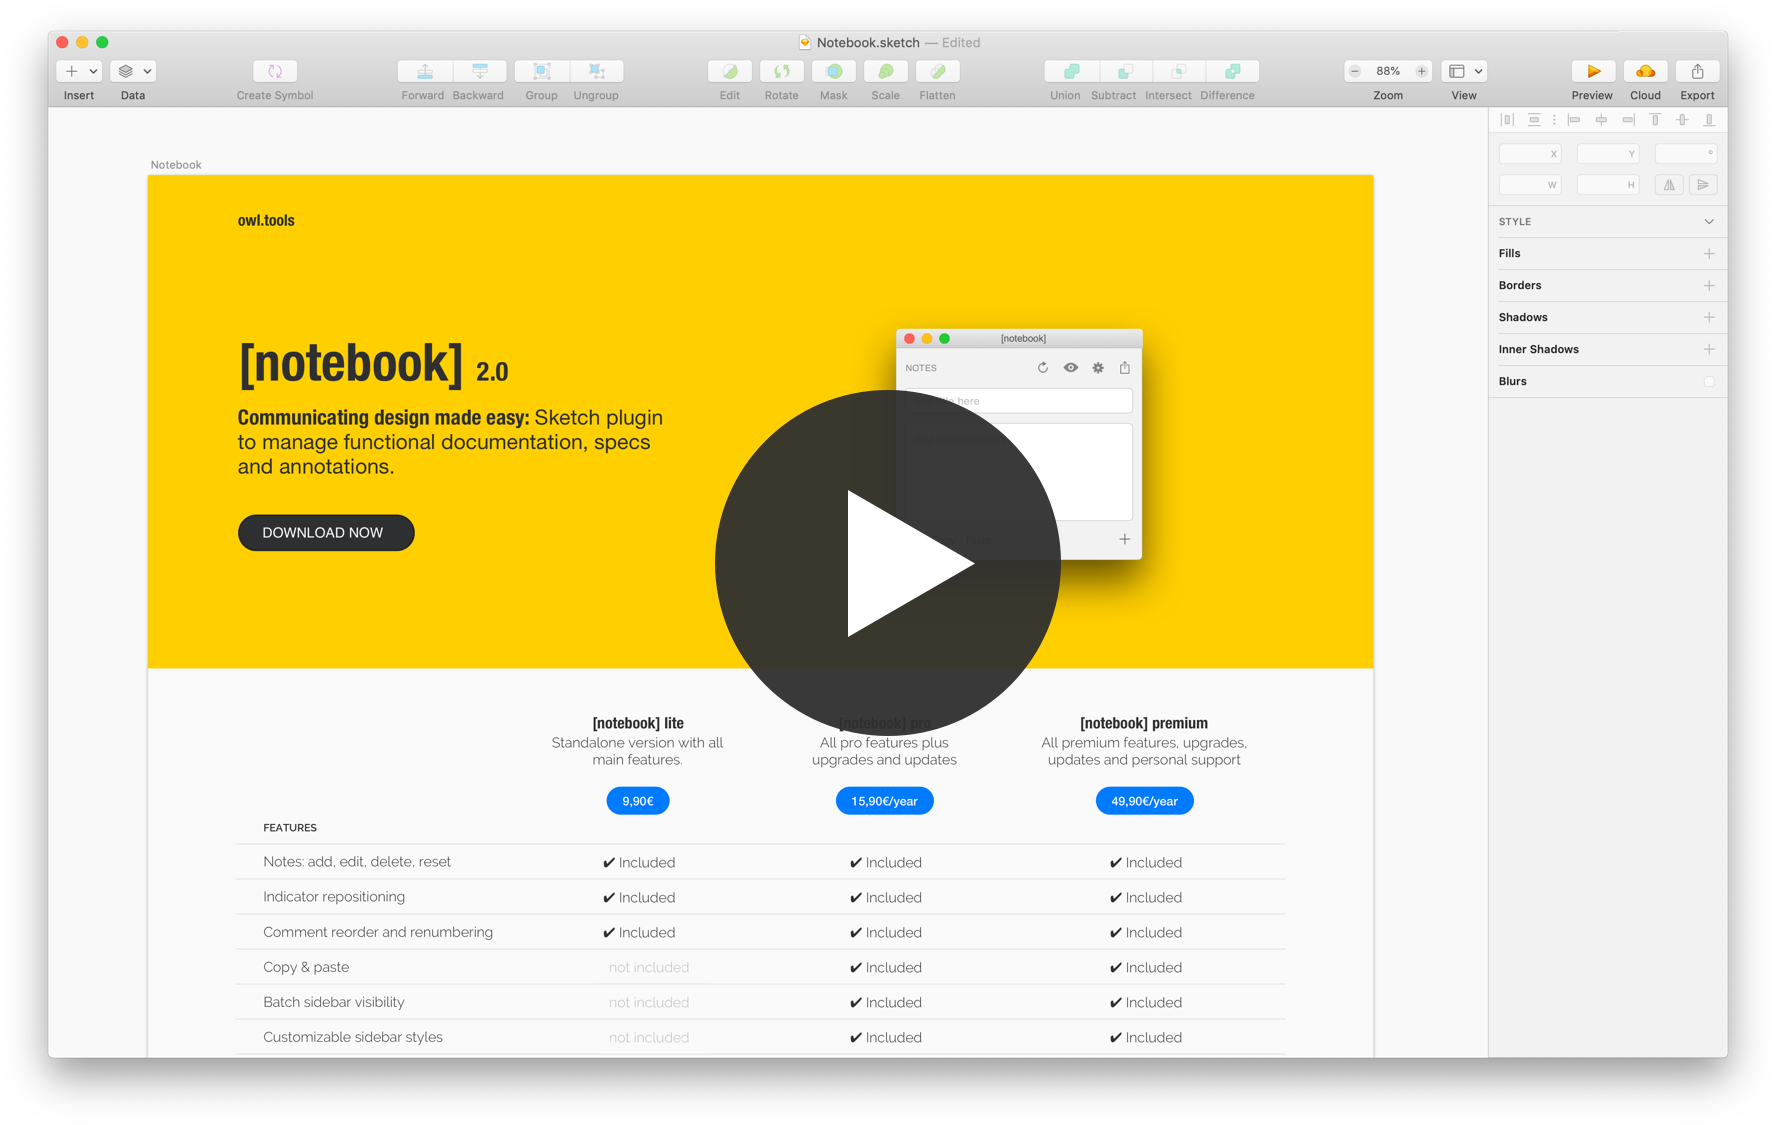 Notebook.sketch — Edited
88%
Insert Data Create Symbol Forward Backward Group Ungroup Edit Rotate Mask Scale Flatten Union Subtract Intersect Difference Zoom View Preview Cloud Export
X Y °
W H
STYLE
Fills
Borders
Shadows
Inner Shadows
Blurs
Notebook
owl.tools
[notebook] 2.0
Communicating design made easy: Sketch plugin
to manage functional documentation, specs
and annotations.
DOWNLOAD NOW
[notebook]
NOTES
here
[notebook] lite
Standalone version with all
main features.
9,90€
[notebook] pro
All pro features plus
upgrades and updates
15,90€/year
[notebook] premium
All premium features, upgrades,
updates and personal support
49,90€/year
FEATURES
Notes: add, edit, delete, reset ✔ Included ✔ Included ✔ Included
Indicator repositioning ✔ Included ✔ Included ✔ Included
Comment reorder and renumbering ✔ Included ✔ Included ✔ Included
Copy & paste not included ✔ Included ✔ Included
Batch sidebar visibility not included ✔ Included ✔ Included
Customizable sidebar styles not included ✔ Included ✔ Included